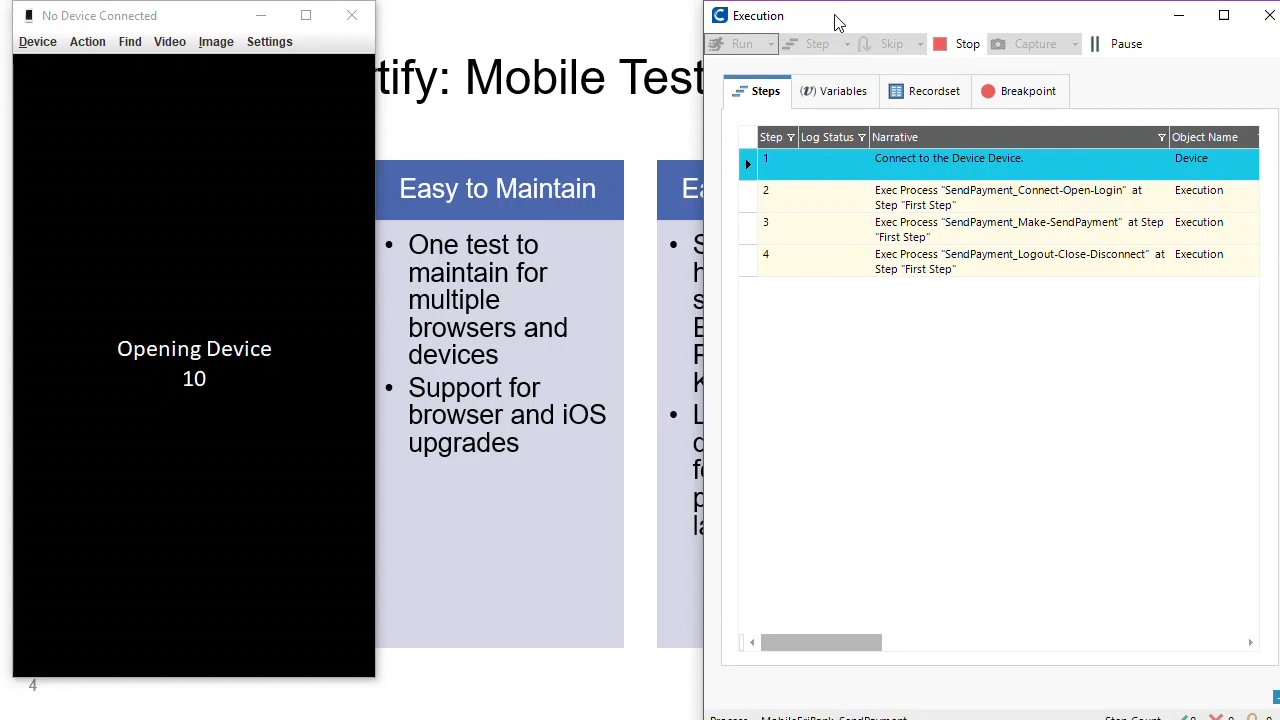 No Device Connected
Device Action Find Video Image Settings
Opening Device
10
tify: Mobile Test
Easy to Maintain
• One test to
maintain for
multiple
browsers and
devices
• Support for
browser and iOS
upgrades
4
Execution
Run Step Skip Stop Capture Pause
Steps (v) Variables Recordset Breakpoint
Step Log Status Narrative Object Name
1 Connect to the Device Device. Device
2 Exec Process "SendPayment_Connect-Open-Login" at Execution
Step "First Step"
3 Exec Process "SendPayment_Make-SendPayment" at Step Execution
"First Step"
4 Exec Process "SendPayment_Logout-Close-Disconnect" at Execution
Step "First Step"